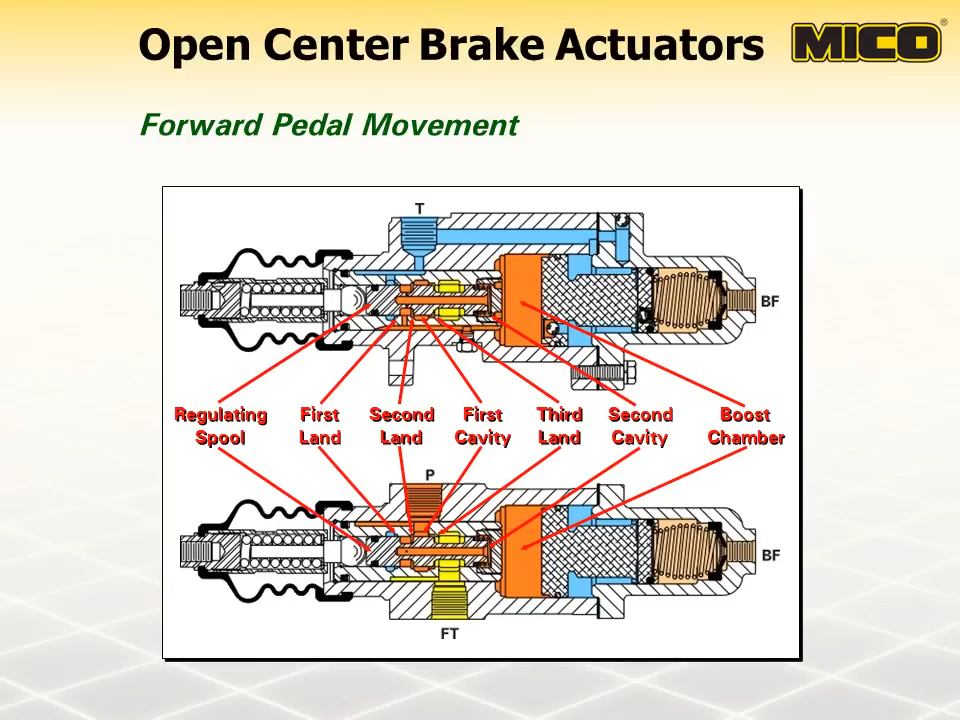 Open Center Brake Actuators
MICO®
Forward Pedal Movement
T
BF
Regulating Spool
First Land
Second Land
First Cavity
Third Land
Second Cavity
Boost Chamber
P
BF
FT